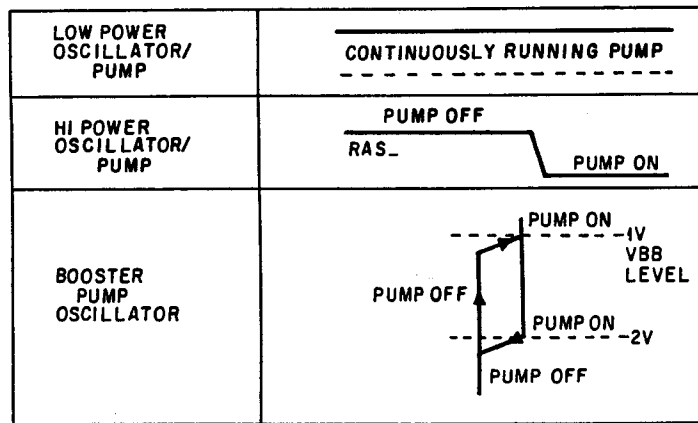 LOW POWER
OSCILLATOR/
PUMP
CONTINUOUSLY RUNNING PUMP
HI POWER
OSCILLATOR/
PUMP
PUMP OFF
RAS_
PUMP ON
BOOSTER
PUMP
OSCILLATOR
PUMP ON
-1V
VBB
LEVEL
PUMP OFF
PUMP ON
-2V
PUMP OFF